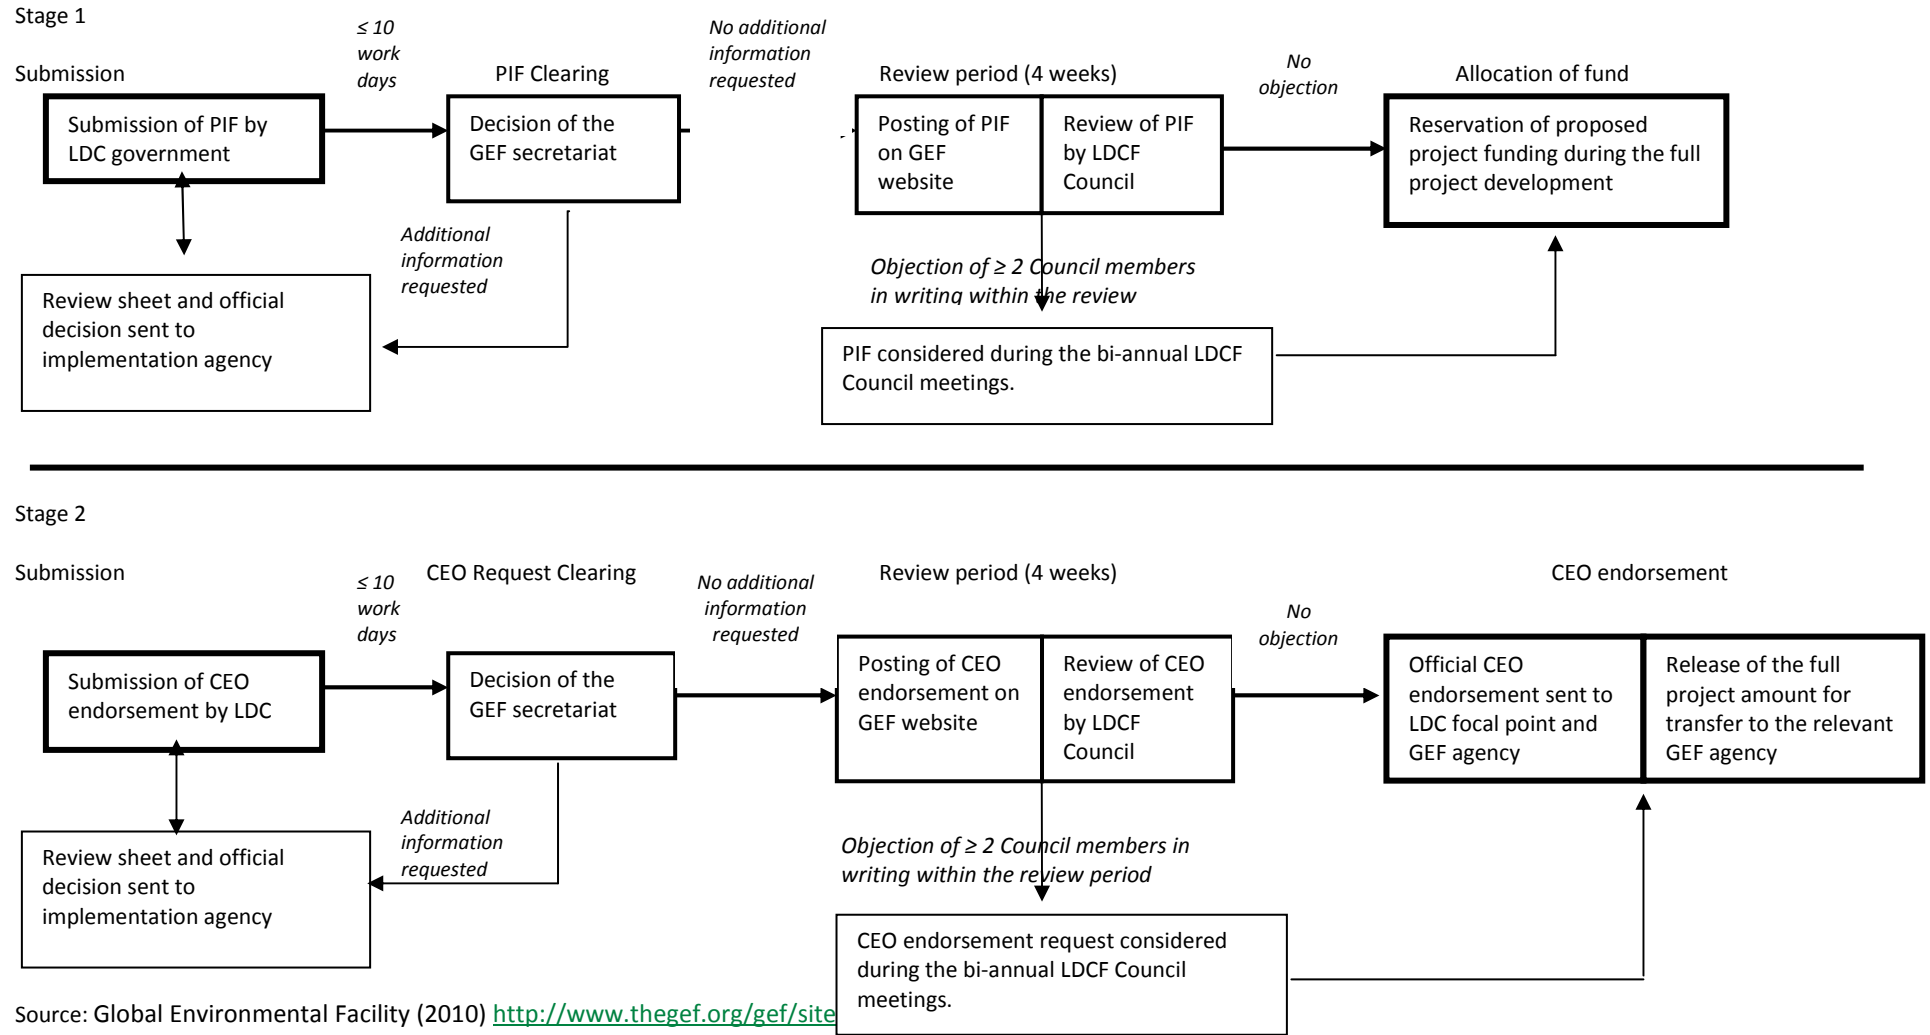 Stage 1
≤ 10
work
days
No additional
information
requested
No
objection
Submission
PIF Clearing
Review period (4 weeks)
Allocation of fund
Submission of PIF by
LDC government
Decision of the
GEF secretariat
Posting of PIF
on GEF
website
Review of PIF
by LDCF
Council
Reservation of proposed
project funding during the full
project development
Additional
information
requested
Objection of ≥ 2 Council members
in writing within the review
Review sheet and official
decision sent to
implementation agency
PIF considered during the bi-annual LDCF
Council meetings.
Stage 2
Submission
≤ 10
work
days
CEO Request Clearing
No additional
information
requested
Review period (4 weeks)
No
objection
CEO endorsement
Submission of CEO
endorsement by LDC
Decision of the
GEF secretariat
Posting of CEO
endorsement on
GEF website
Review of CEO
endorsement
by LDCF
Council
Official CEO
endorsement sent to
LDC focal point and
GEF agency
Release of the full
project amount for
transfer to the relevant
GEF agency
Additional
information
requested
Objection of ≥ 2 Council members in
writing within the review period
Review sheet and official
decision sent to
implementation agency
CEO endorsement request considered
during the bi-annual LDCF Council
meetings.
Source: Global Environmental Facility (2010) http://www.thegef.org/gef/site